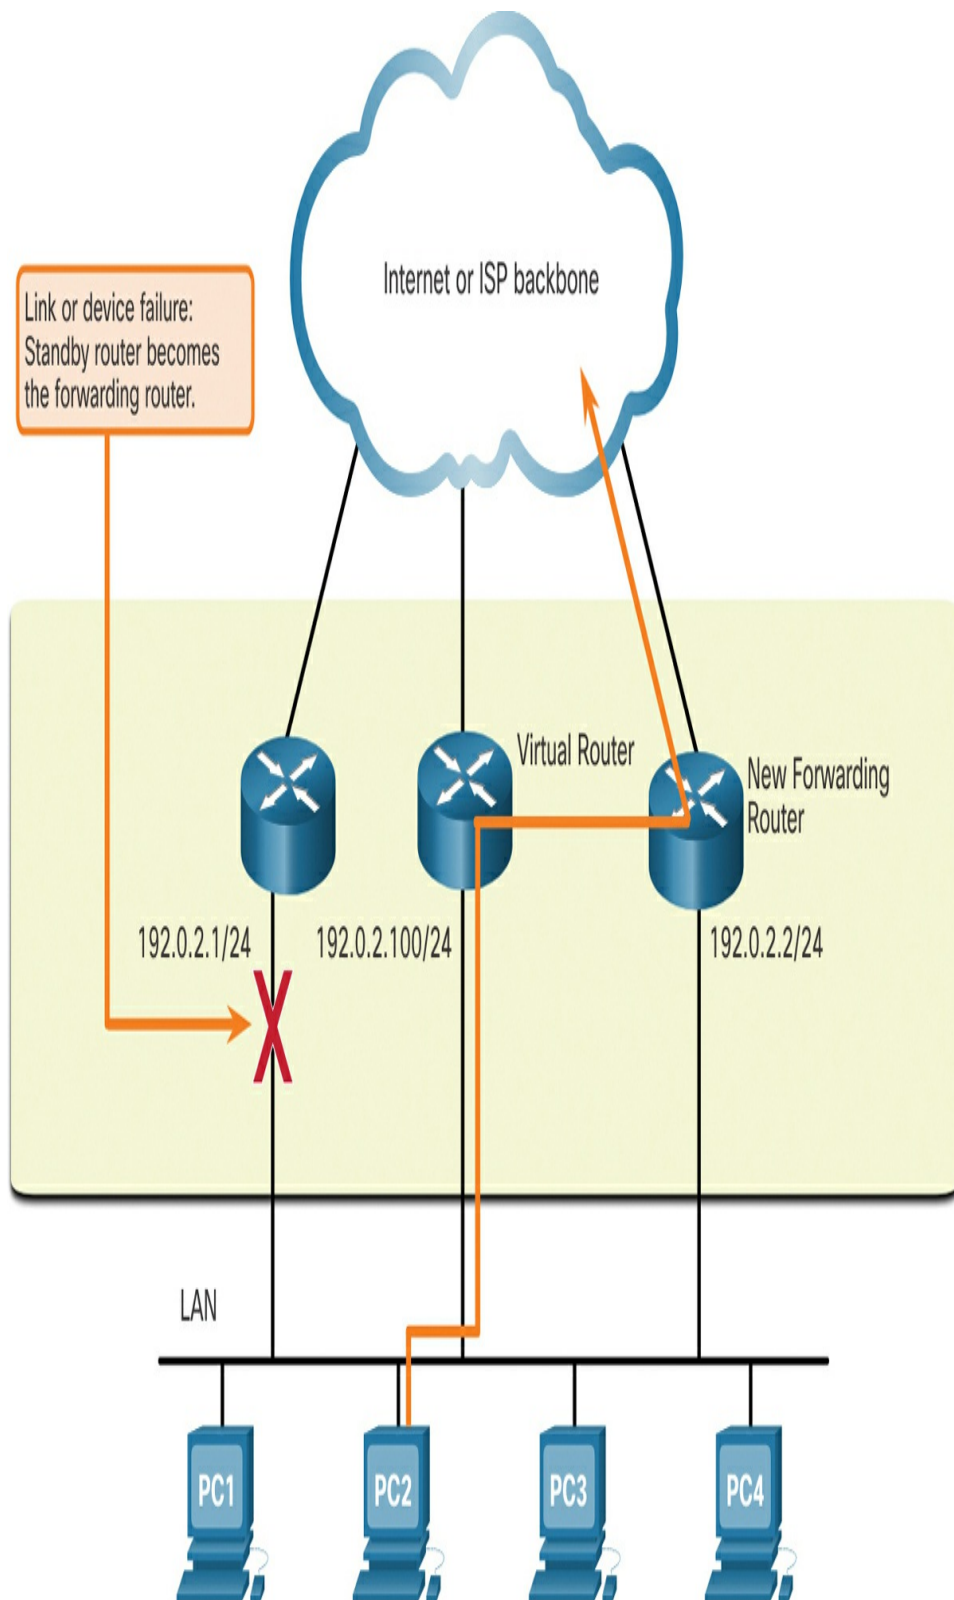 Internet or ISP backbone
Link or device failure:
Standby router becomes
the forwarding router.
Virtual Router
New Forwarding
Router
192.0.2.1/24
192.0.2.100/24
192.0.2.2/24
LAN
PC1
PC2
PC3
PC4